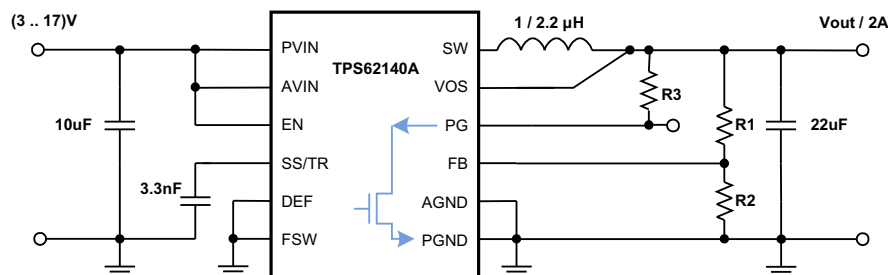 (3 .. 17)V
1 / 2.2 µH
Vout / 2A
PVIN
SW
TPS62140A
AVIN
VOS
R3
10uF
EN
PG
R1
22uF
SS/TR
FB
3.3nF
DEF
AGND
R2
FSW
PGND